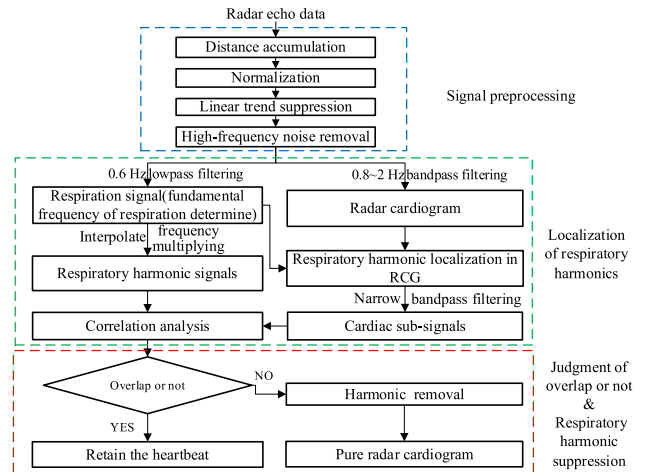 Radar echo data
Distance accumulation
Normalization
Linear trend suppression
High-frequency noise removal
Signal preprocessing
0.6 Hz lowpass filtering
0.8~2 Hz bandpass filtering
Respiration signal(fundamental
frequency of respiration determine)
Radar cardiogram
Interpolate frequency
multiplying
Respiratory harmonic signals
Respiratory harmonic localization in
RCG
Localization
of respiratory
harmonics
Narrow bandpass filtering
Correlation analysis
Cardiac sub-signals
Overlap or not
NO
Harmonic removal
YES
Retain the heartbeat
Pure radar cardiogram
Judgment of
overlap or not
&
Respiratory
harmonic
suppression